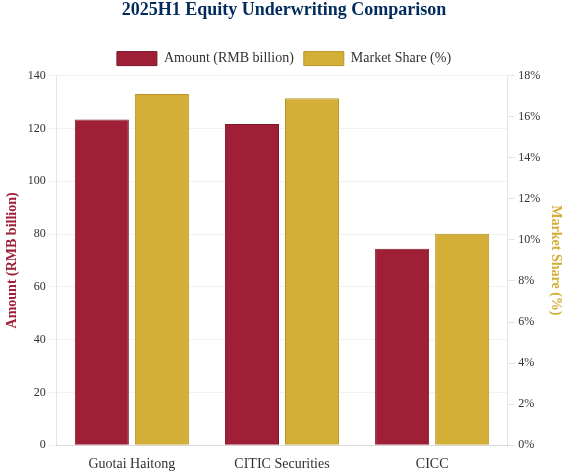 2025H1 Equity Underwriting Comparison
Amount (RMB billion) Market Share (%)
140 18%
120 16%
100 14%
80 12%
60 10%
40 8%
20 6%
0 4%
2%
0%
Amount (RMB billion)
Market Share (%)
Guotai Haitong CITIC Securities CICC